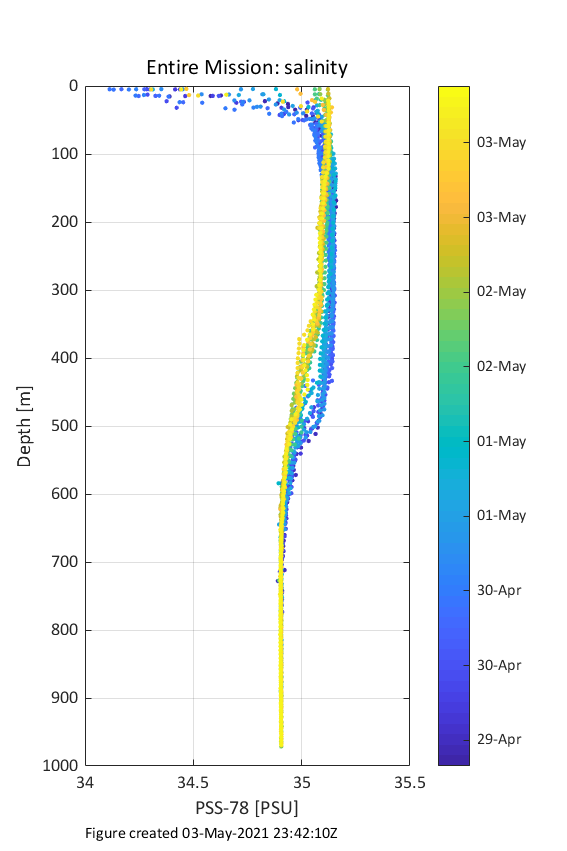 Entire Mission: salinity
0
100
200
300
400
500
600
700
800
900
1000
Depth [m]
34
34.5
35
35.5
PSS-78 [PSU]
03-May
03-May
02-May
02-May
01-May
01-May
30-Apr
30-Apr
29-Apr
Figure created 03-May-2021 23:42:10Z